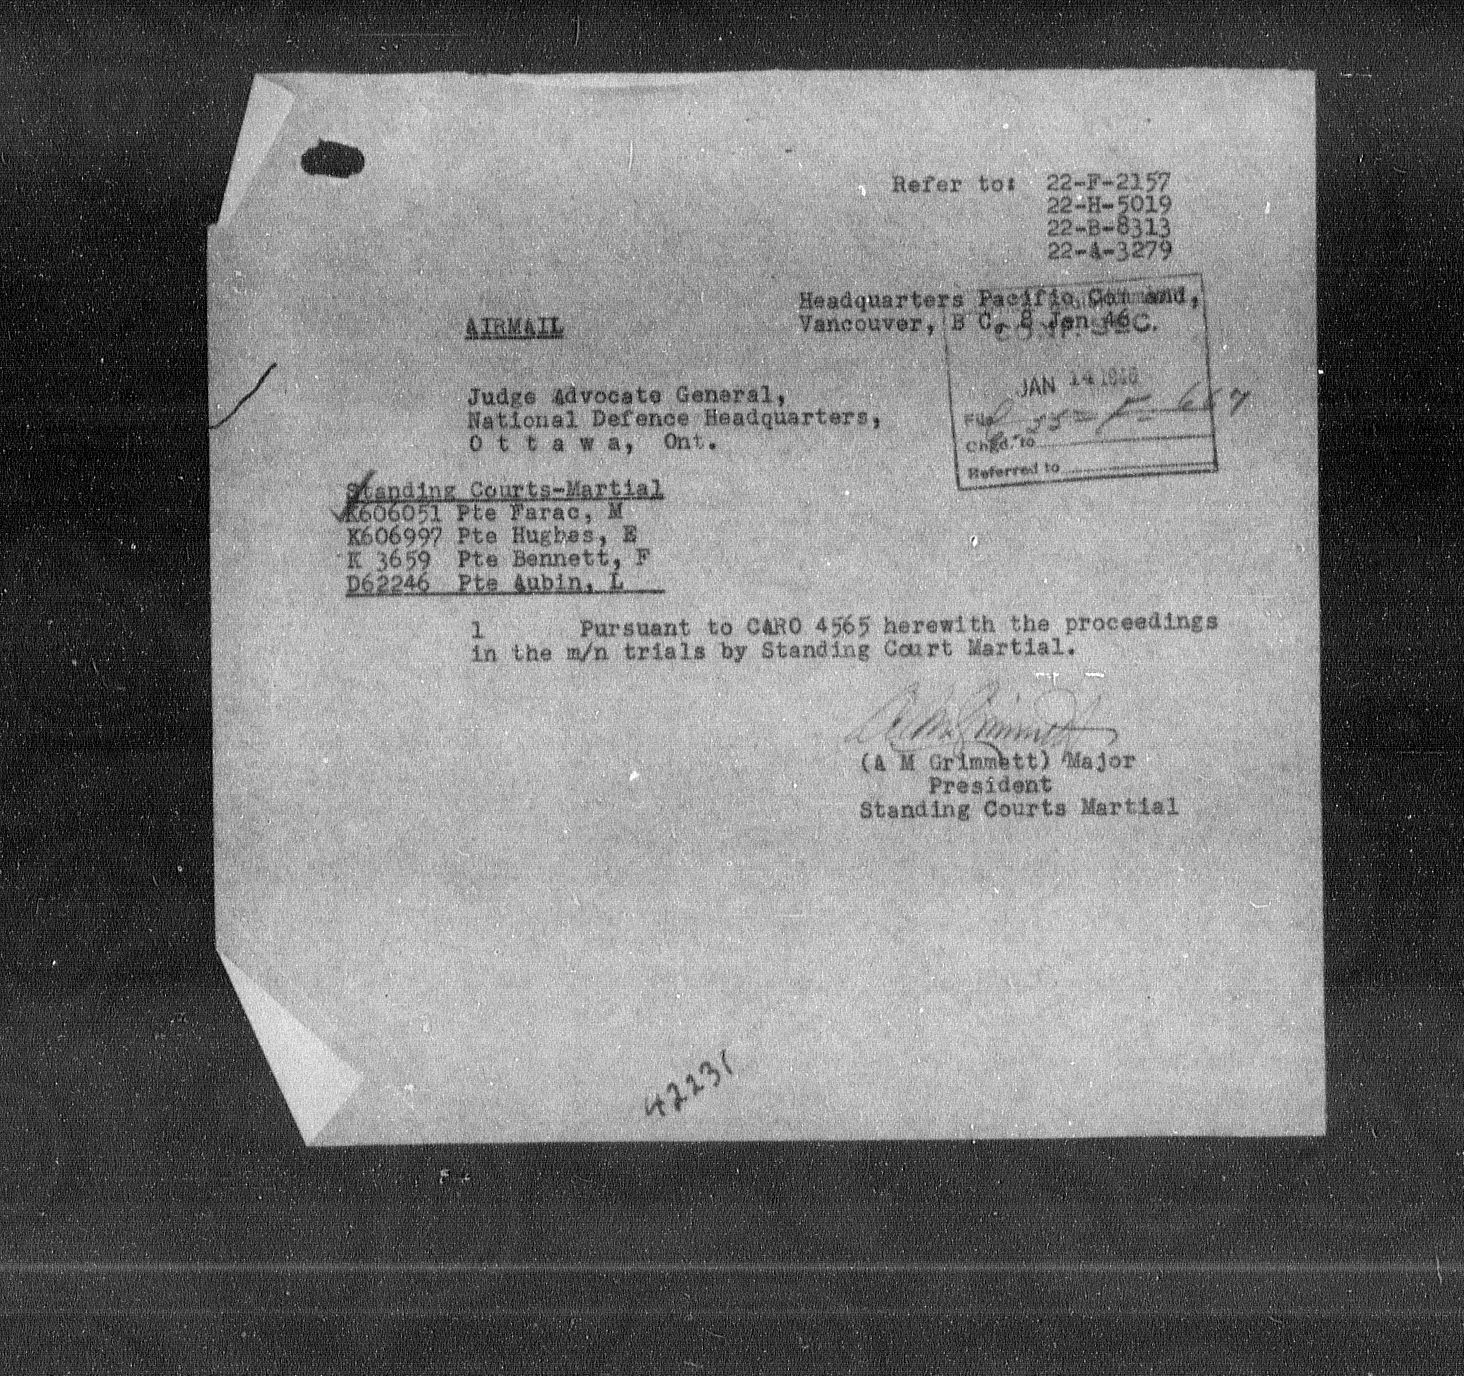 Refer to: 22-F-2157
22-H-5019
22-B-8313
22-A-3279
Headquarters Pacific Command,
AIRMAIL
Vancouver, B C, 8 Jan 46.
JAN 14 1946
Judge Advocate General,
National Defence Headquarters,
O t t a w a, Ont.
File
Chgd. to
Referred to
Standing Courts-Martial
K606051 Pte Farac, M
K606997 Pte Hughes, E
K 3659 Pte Bennett, F
D62246 Pte Aubin, L
1 Pursuant to CARO 4565 herewith the proceedings
in the m/n trials by Standing Court Martial.
(A M Grimmett) Major
President
Standing Courts Martial
42231